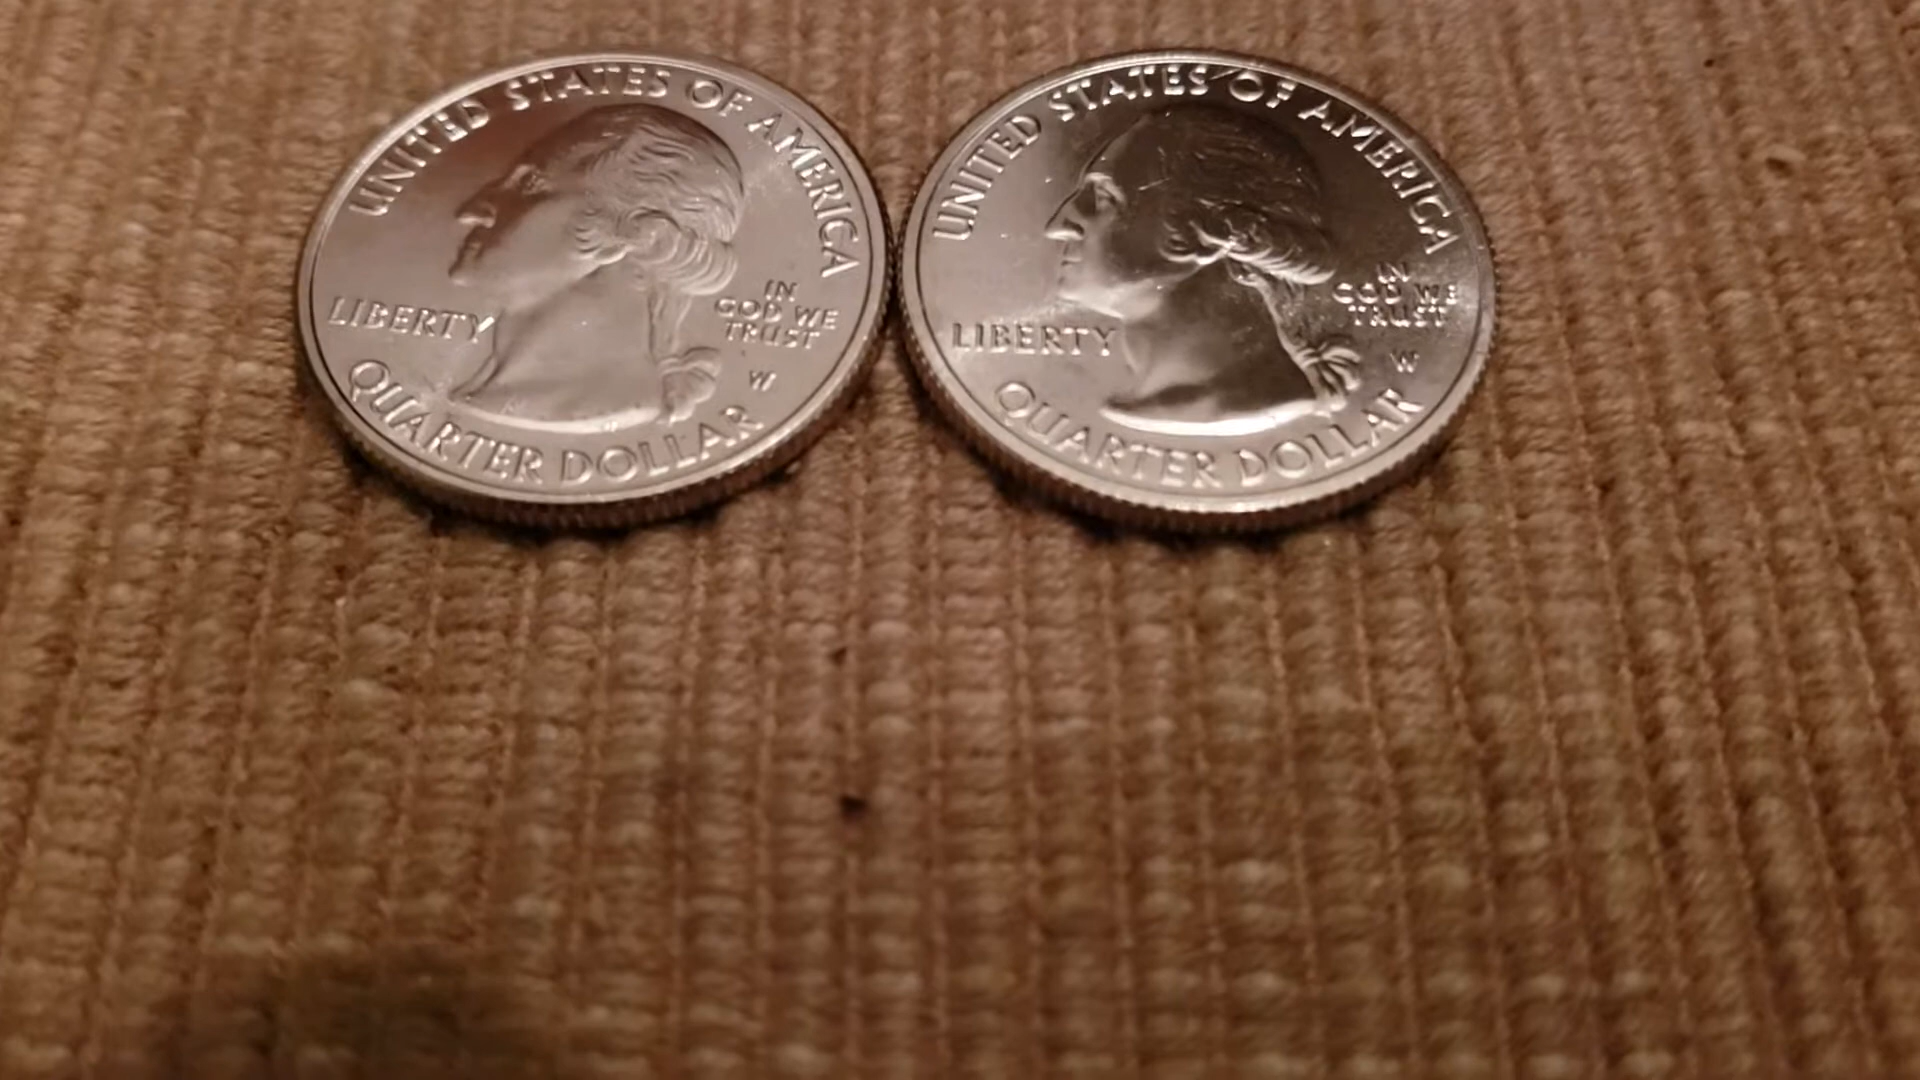 UNITED STATES OF AMERICA
LIBERTY
IN
GOD WE
TRUST
W
QUARTER DOLLAR
UNITED STATES OF AMERICA
LIBERTY
IN
GOD WE
TRUST
W
QUARTER DOLLAR